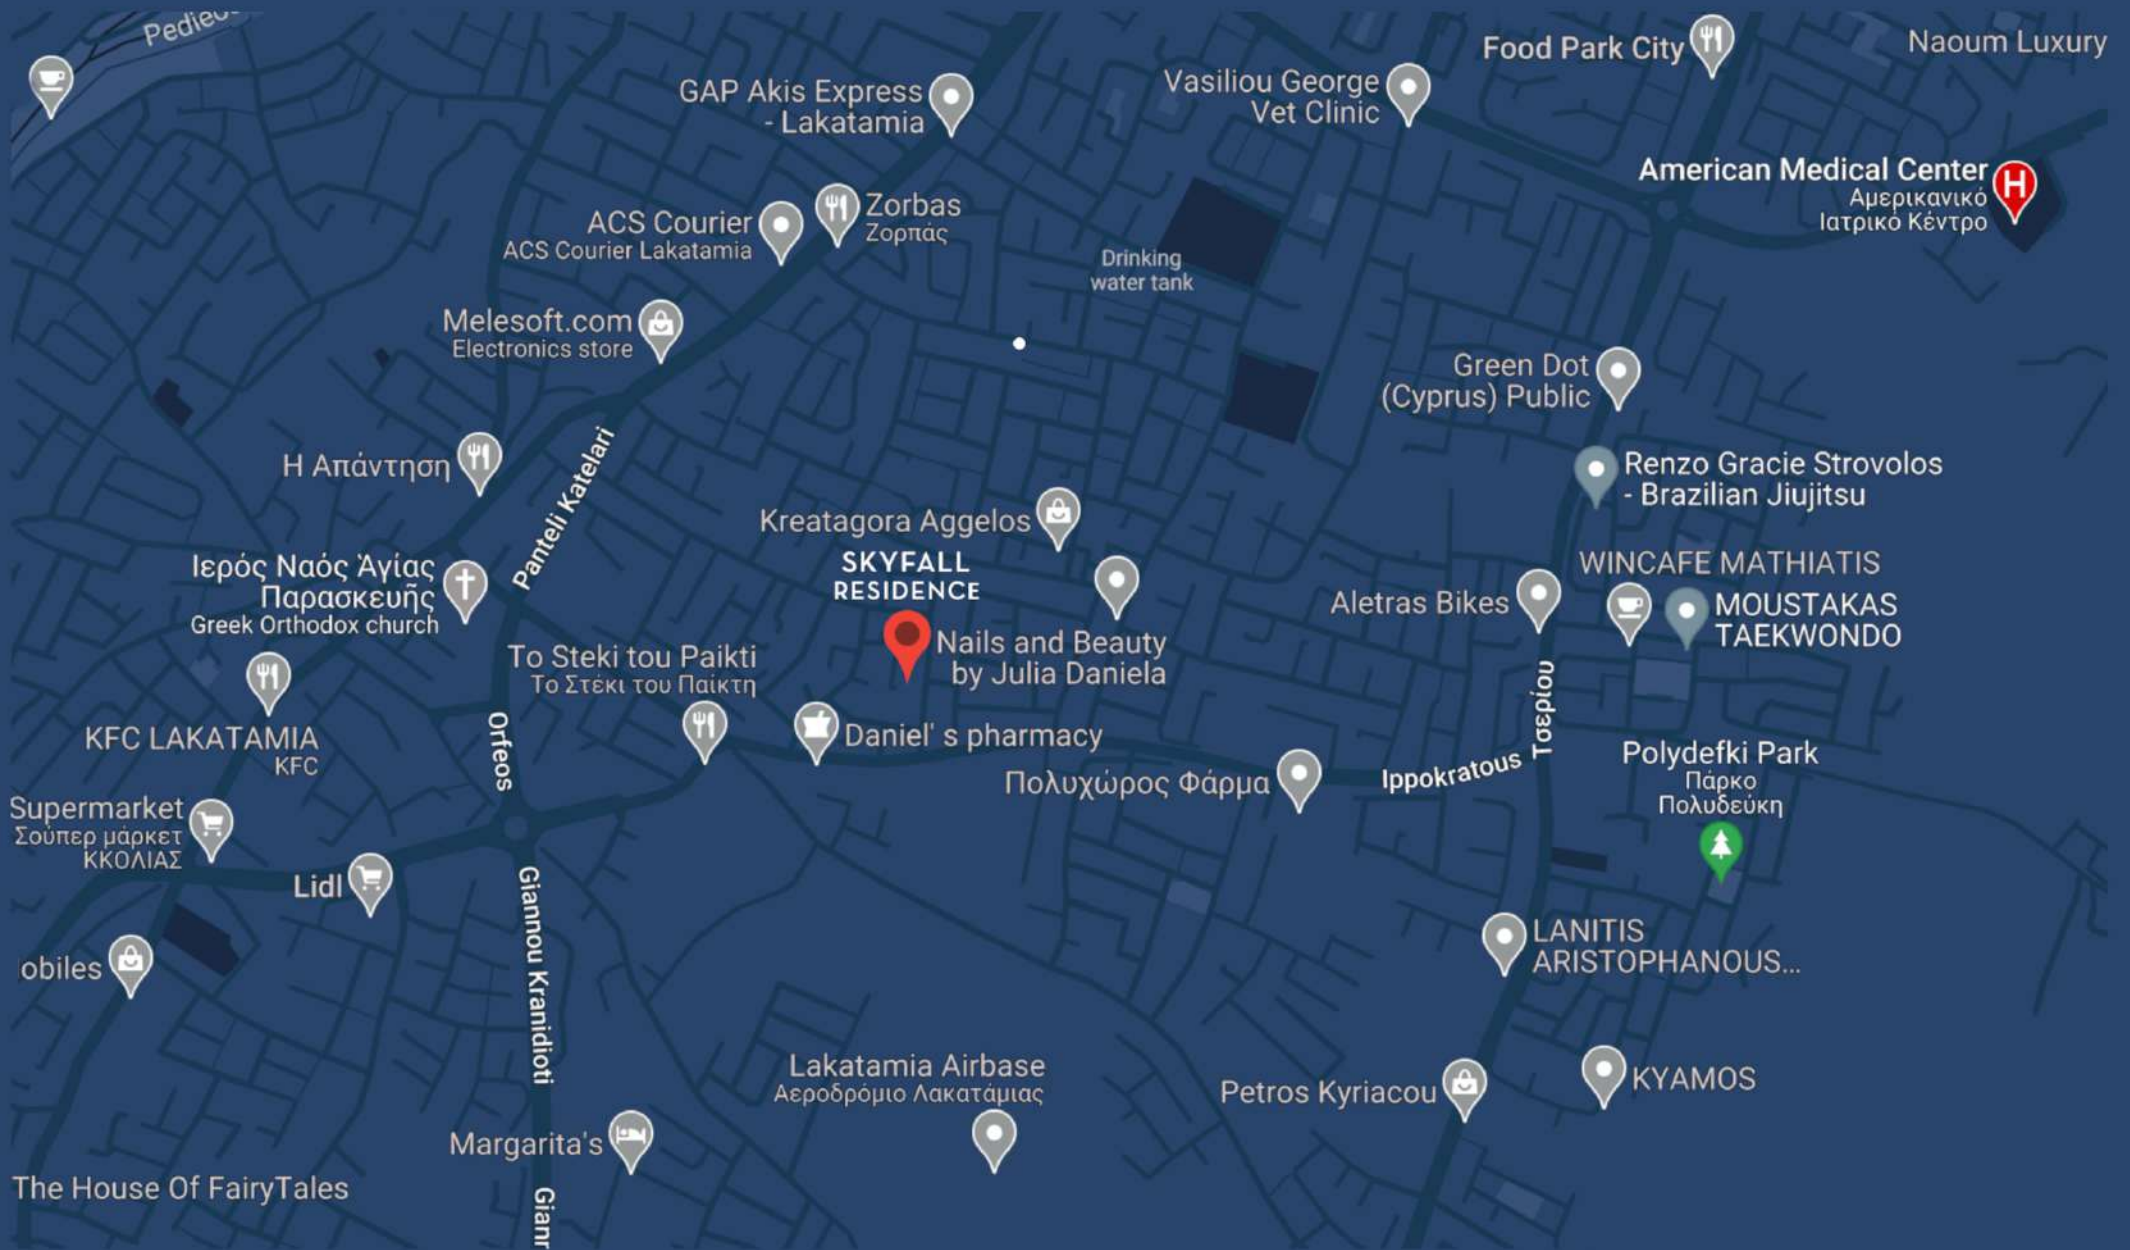 Food Park City
Naoum Luxury
GAP Akis Express
- Lakatamia
Vasiliou George
Vet Clinic
American Medical Center
Αμερικανικό
Ιατρικό Κέντρο
ACS Courier
ACS Courier Lakatamia
Zorbas
Ζορπάς
Drinking
water tank
Melesoft.com
Electronics store
Green Dot
(Cyprus) Public
Η Απάντηση
Panteli Katelari
Renzo Gracie Strovolos
- Brazilian Jiujitsu
Kreatagora Aggelos
SKYFALL
RESIDENCE
Ιερός Ναός Ἁγίας
Παρασκευῆς
Greek Orthodox church
WINCAFE MATHIATIS
Aletras Bikes
MOUSTAKAS
TAEKWONDO
Nails and Beauty
by Julia Daniela
To Steki tou Paikti
Το Στέκι του Παίκτη
KFC LAKATAMIA
KFC
Orfeos
Daniel' s pharmacy
Τσερίου
Πολυχώρος Φάρμα
Ippokratous
Polydefki Park
Πάρκο
Πολυδεύκη
Supermarket
Σούπερ μάρκετ
ΚΚΟΛΙΑΣ
Lidl
Giannou Kranidioti
LANITIS
ARISTOPHANOUS...
obiles
Lakatamia Airbase
Αεροδρόμιο Λακατάμιας
Petros Kyriacou
KYAMOS
Margarita's
The House Of FairyTales